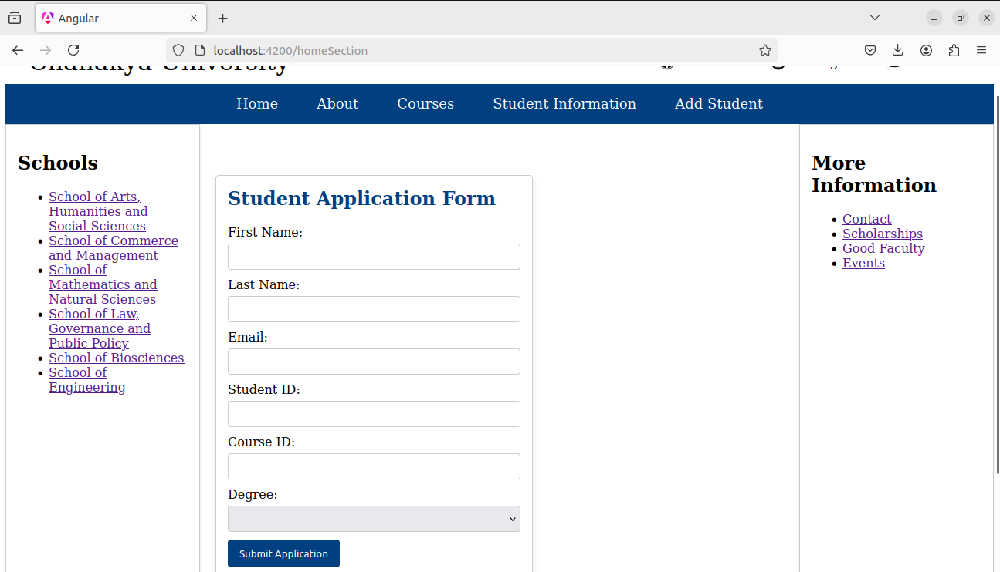 Angular
localhost:4200/homeSection
Chanakya University
Home About Courses Student Information Add Student
Schools
School of Arts,
Humanities and
Social Sciences
School of Commerce
and Management
School of
Mathematics and
Natural Sciences
School of Law,
Governance and
Public Policy
School of Biosciences
School of
Engineering
Student Application Form
First Name:
Last Name:
Email:
Student ID:
Course ID:
Degree:
Submit Application
More
Information
Contact
Scholarships
Good Faculty
Events